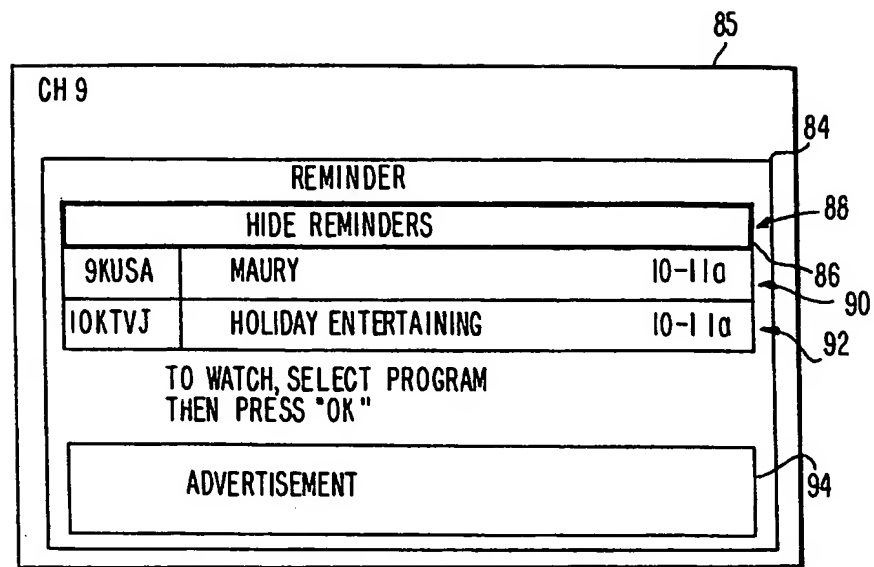 85
CH 9
84
REMINDER
HIDE REMINDERS
88
86
9KUSA MAURY 10-11a
90
10KTVJ HOLIDAY ENTERTAINING 10-11a
92
TO WATCH, SELECT PROGRAM
THEN PRESS "OK"
ADVERTISEMENT
94